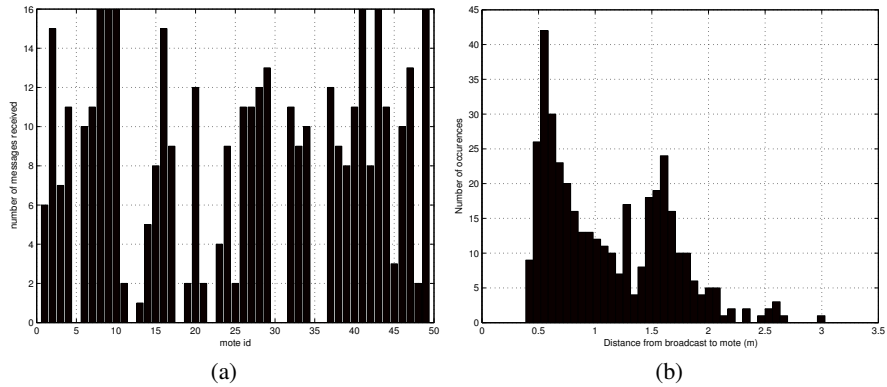 16
14
12
10
8
6
4
2
0
number of messages received
0 5 10 15 20 25 30 35 40 45 50
mote id
(a)
45
40
35
30
25
20
15
10
5
0
Number of occurences
0 0.5 1 1.5 2 2.5 3 3.5
Distance from broadcast to mote (m)
(b)